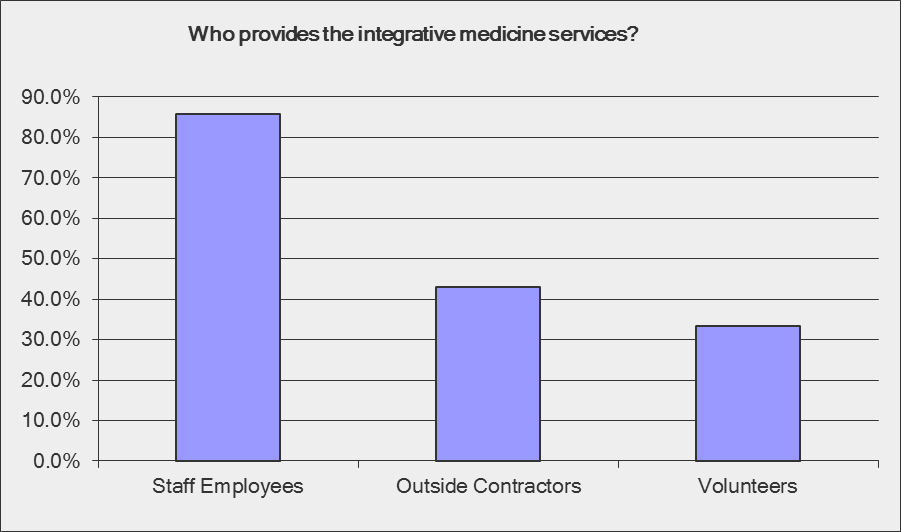 Who provides the integrative medicine services?
90.0%
80.0%
70.0%
60.0%
50.0%
40.0%
30.0%
20.0%
10.0%
0.0%
Staff Employees
Outside Contractors
Volunteers